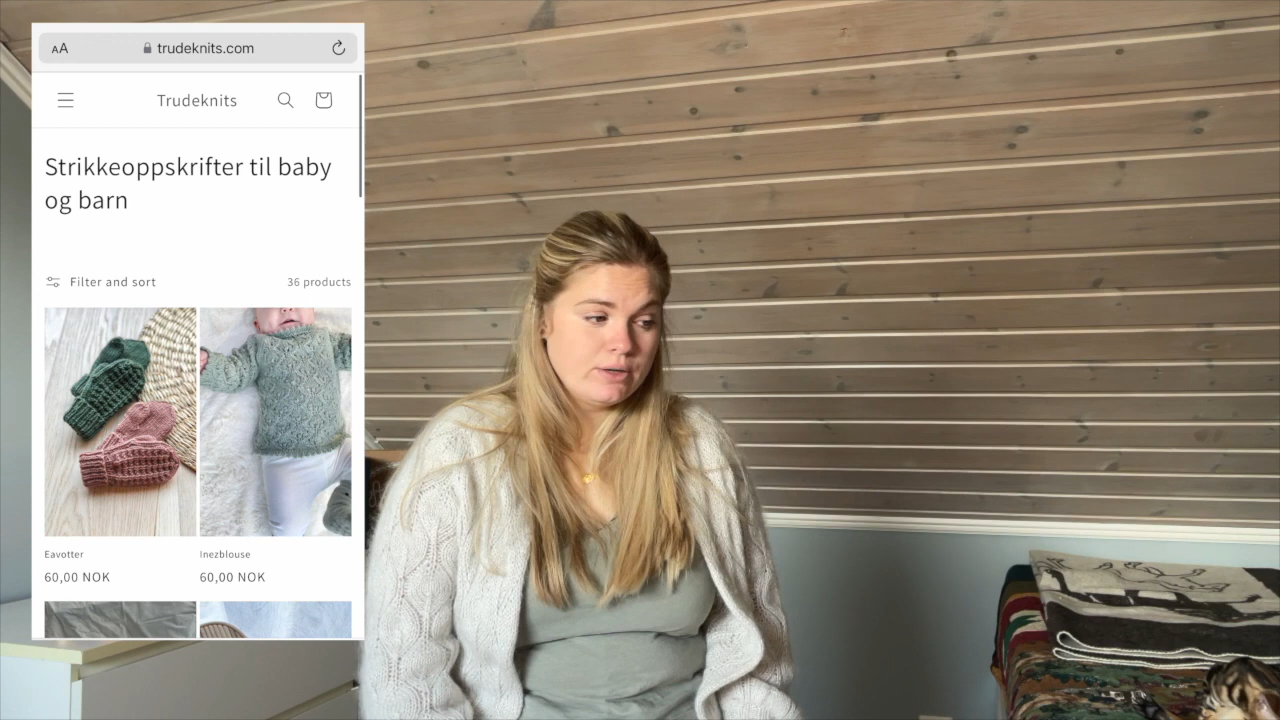 AA
trudeknits.com
Trudeknits
Strikkeoppskrifter til baby
og barn
Filter and sort
36 products
Eavotter
Inezblouse
60,00 NOK
60,00 NOK